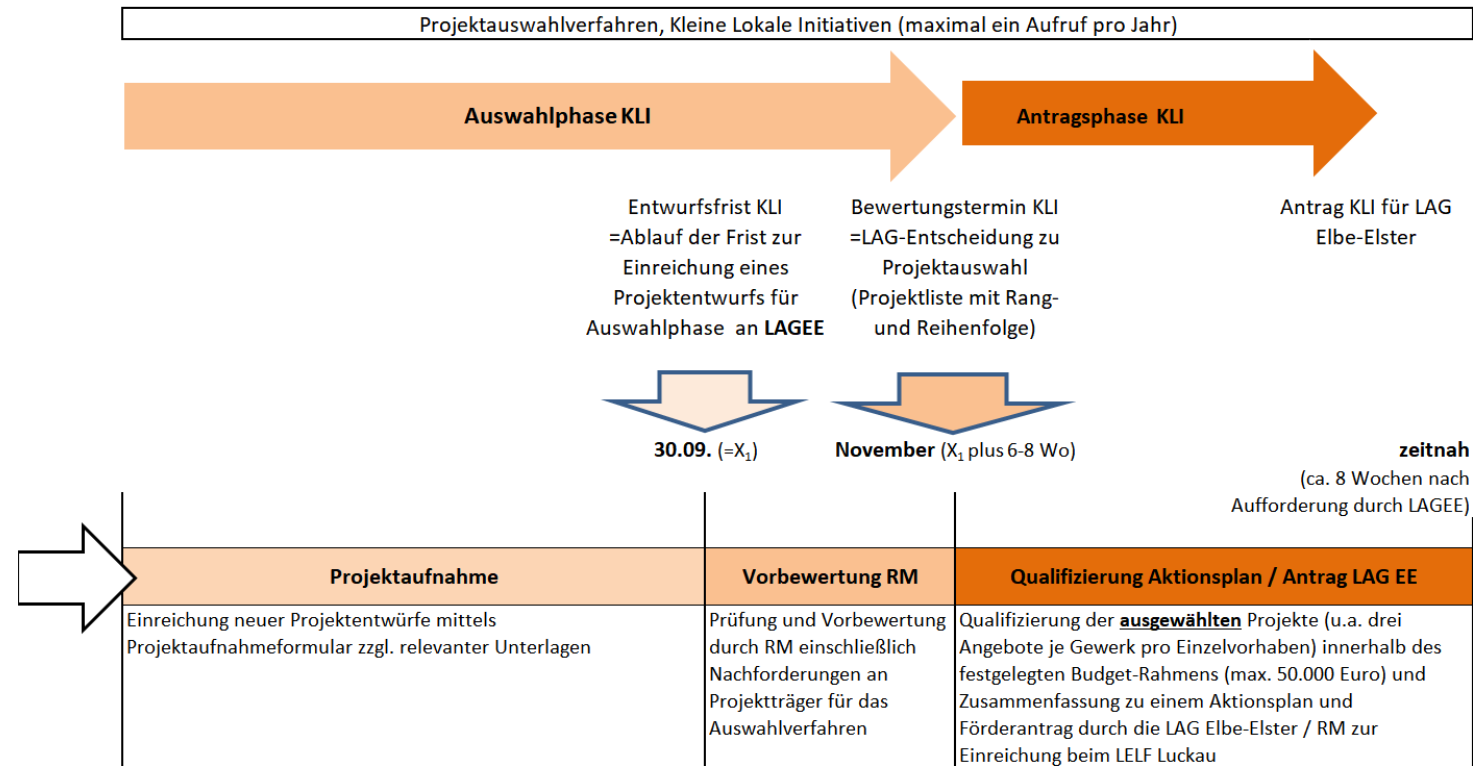 Projektauswahlverfahren, Kleine Lokale Initiativen (maximal ein Aufruf pro Jahr)
Auswahlphase KLI
Antragsphase KLI
Entwurfsfrist KLI
=Ablauf der Frist zur
Einreichung eines
Projektentwurfs für
Auswahlphase an LAGEE
Bewertungstermin KLI
=LAG-Entscheidung zu
Projektauswahl
(Projektliste mit Rang-
und Reihenfolge)
Antrag KLI für LAG
Elbe-Elster
30.09. (=X₁)
November (X₁ plus 6-8 Wo)
zeitnah
(ca. 8 Wochen nach
Aufforderung durch LAGEE)
Projektaufnahme
Einreichung neuer Projektentwürfe mittels
Projektaufnahmeformular zzgl. relevanter Unterlagen
Vorbewertung RM
Prüfung und Vorbewertung
durch RM einschließlich
Nachforderungen an
Projektträger für das
Auswahlverfahren
Qualifizierung Aktionsplan / Antrag LAG EE
Qualifizierung der ausgewählten Projekte (u.a. drei
Angebote je Gewerk pro Einzelvorhaben) innerhalb des
festgelegten Budget-Rahmens (max. 50.000 Euro) und
Zusammenfassung zu einem Aktionsplan und
Förderantrag durch die LAG Elbe-Elster / RM zur
Einreichung beim LELF Luckau